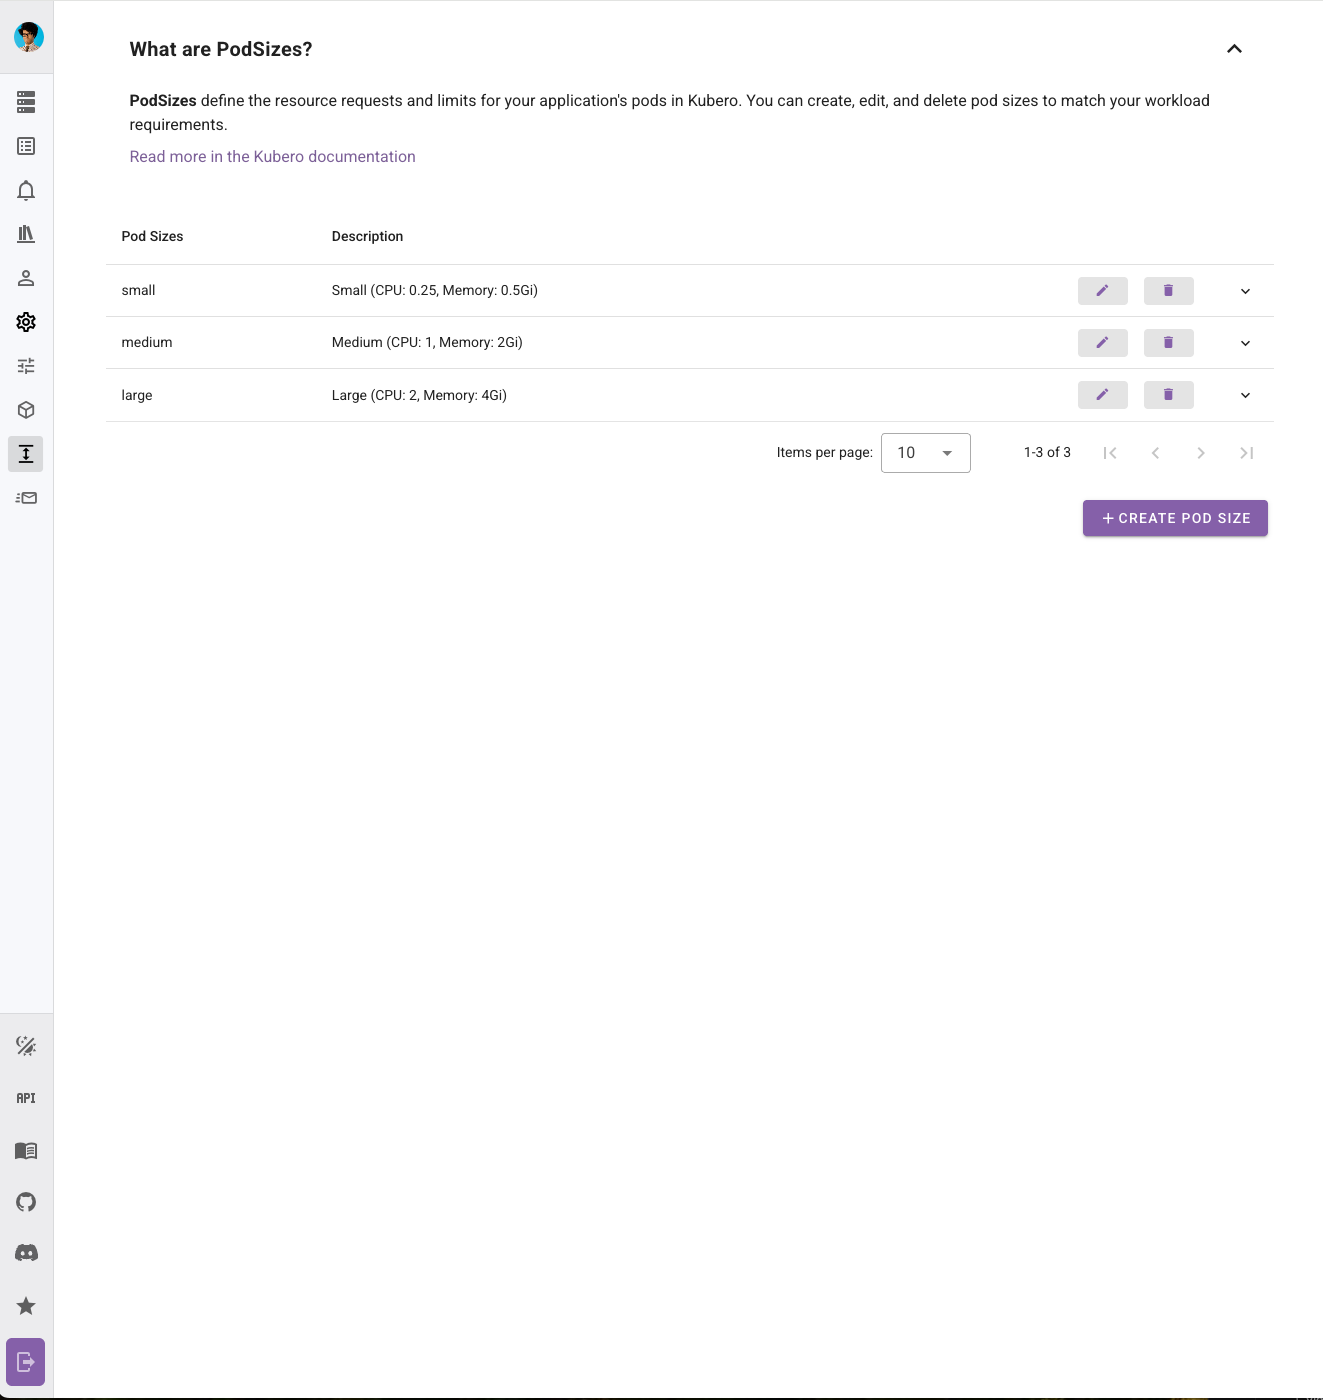 What are PodSizes?
PodSizes define the resource requests and limits for your application's pods in Kubero. You can create, edit, and delete pod sizes to match your workload
requirements.
Read more in the Kubero documentation
Pod Sizes Description
small Small (CPU: 0.25, Memory: 0.5Gi)
medium Medium (CPU: 1, Memory: 2Gi)
large Large (CPU: 2, Memory: 4Gi)
Items per page: 10 1-3 of 3
CREATE POD SIZE
API